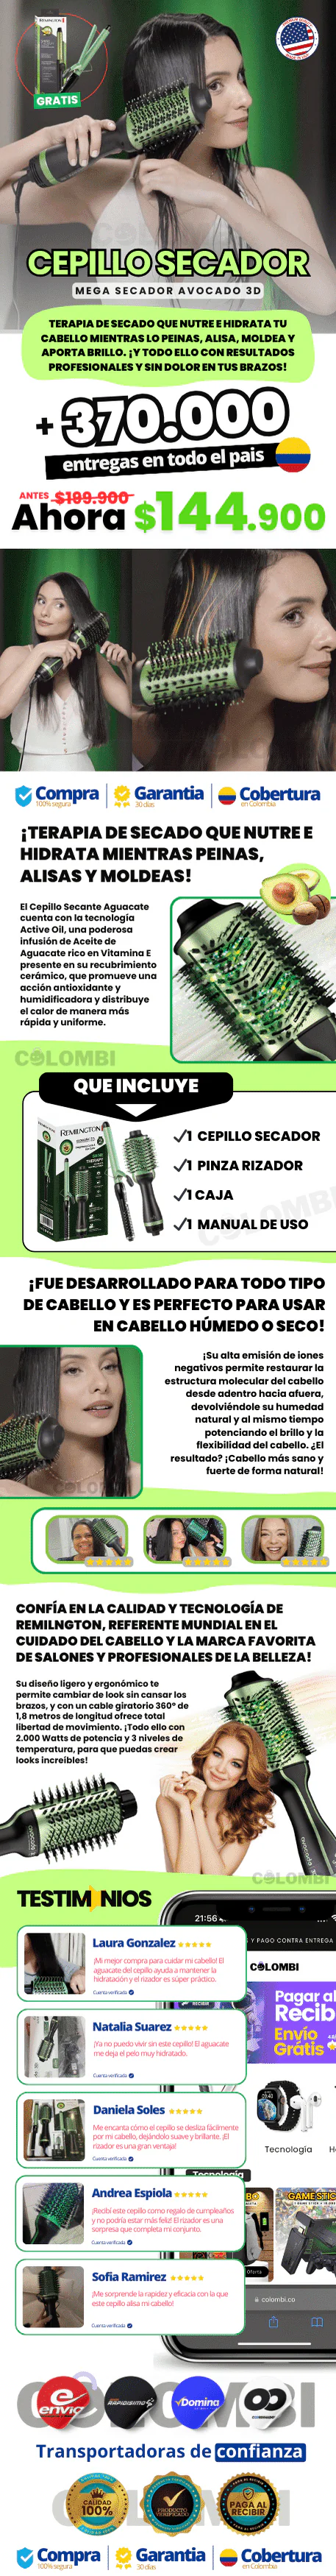 REMINGTON
GRATIS
CEPILLO SECADOR
MEGA SECADOR AVOCADO 3D
TERAPIA DE SECADO QUE NUTRE E HIDRATA TU
CABELLO MIENTRAS LO PEINAS, ALISA, MOLDEA Y
APORTA BRILLO. ¡Y TODO ELLO CON RESULTADOS
PROFESIONALES Y SIN DOLOR EN TUS BRAZOS!
+370.000
entregas en todo el pais
ANTES $199.900
Ahora $144.900
Compra
100% segura
Garantia
30 dias
Cobertura
en Colombia
¡TERAPIA DE SECADO QUE NUTRE E
HIDRATA MIENTRAS PEINAS,
ALISAS Y MOLDEAS!
El Cepillo Secante Aguacate
cuenta con la tecnología
Active Oil, una poderosa
infusión de Aceite de
Aguacate rico en Vitamina E
presente en su recubrimiento
cerámico, que promueve una
acción antioxidante y
humidificadora y distribuye
el calor de manera más
rápida y uniforme.
COLOMBI
QUE INCLUYE
REMINGTON
1 CEPILLO SECADOR
1 PINZA RIZADOR
1 CAJA
1 MANUAL DE USO
¡FUE DESARROLLADO PARA TODO TIPO
DE CABELLO Y ES PERFECTO PARA USAR
EN CABELLO HÚMEDO O SECO!
¡Su alta emisión de iones
negativos permite restaurar la
estructura molecular del cabello
desde adentro hacia afuera,
devolviéndole su humedad
natural y al mismo tiempo
potenciando el brillo y la
flexibilidad del cabello. ¿El
resultado? ¡Cabello más sano y
fuerte de forma natural!
CONFÍA EN LA CALIDAD Y TECNOLOGÍA DE
REMILNGTON, REFERENTE MUNDIAL EN EL
CUIDADO DEL CABELLO Y LA MARCA FAVORITA
DE SALONES Y PROFESIONALES DE LA BELLEZA!
Su diseño ligero y ergonómico te
permite cambiar de look sin cansar los
brazos, y con un cable giratorio 360° de
1,8 metros de longitud ofrece total
libertad de movimiento. ¡Todo ello con
2.000 Watts de potencia y 3 niveles de
temperatura, para que puedas crear
looks increíbles!
COLOMBI
TESTIMONIOS
21:56
Y PAGO CONTRA ENTREGA
COLOMBI
Laura Gonzalez
¡Mi mejor compra para cuidar mi cabello! El
aguacate del cepillo ayuda a mantener la
hidratación y el rizador es súper práctico.
Cuenta verificada
Pagar al
Recib
Envío
Gratis
Natalia Suarez
¡Ya no puedo vivir sin este cepillo! El aguacate
me deja el pelo muy hidratado.
Cuenta verificada
Daniela Soles
Me encanta cómo el cepillo se desliza fácilmente
por mi cabello, dejándolo suave y brillante. ¡El
rizador es una gran ventaja!
Cuenta verificada
Tecnología
Tecnología
Andrea Espiola
¡Recibí este cepillo como regalo de cumpleaños
y no podría estar más feliz! El rizador es una
sorpresa que completa mi conjunto.
Cuenta verificada
GAME STIC
Sofia Ramirez
¡Me sorprende la rapidez y eficacia con la que
este cepillo alisa mi cabello!
Cuenta verificada
colombi.co
envia
RAPIDISIMO
Domina
Transportadoras de confianza
CALIDAD
100%
PRODUCTO
VERIFICADO
PAGA AL
RECIBIR
Compra
100% segura
Garantia
30 dias
Cobertura
en Colombia